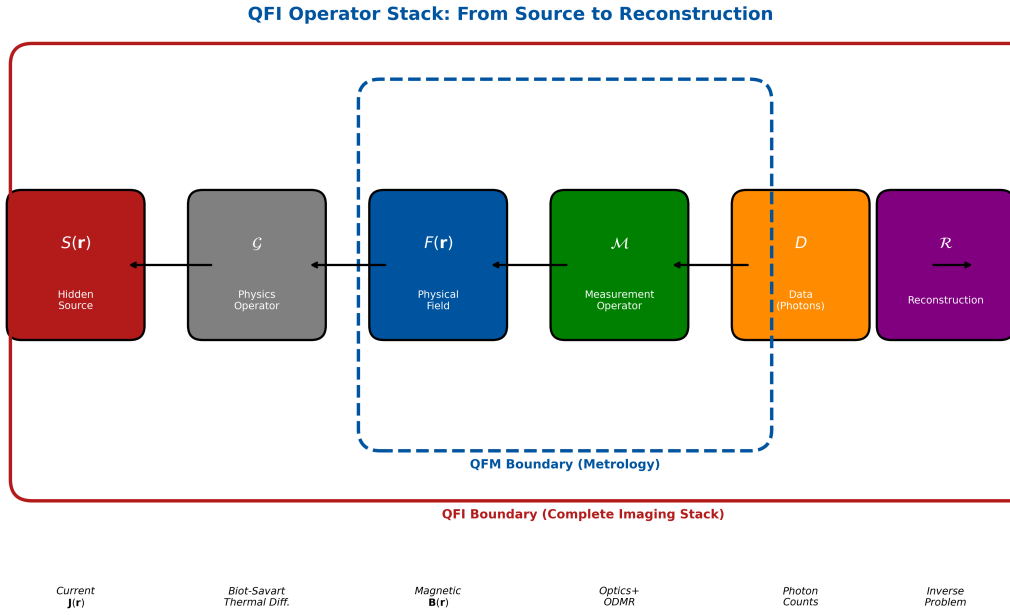 QFI Operator Stack: From Source to Reconstruction
S(r)
Hidden
Source
𝒢
Physics
Operator
F(r)
Physical
Field
ℳ
Measurement
Operator
D
Data
(Photons)
ℛ
Reconstruction
QFM Boundary (Metrology)
QFI Boundary (Complete Imaging Stack)
Current
J(r)
Biot-Savart
Thermal Diff.
Magnetic
B(r)
Optics+
ODMR
Photon
Counts
Inverse
Problem